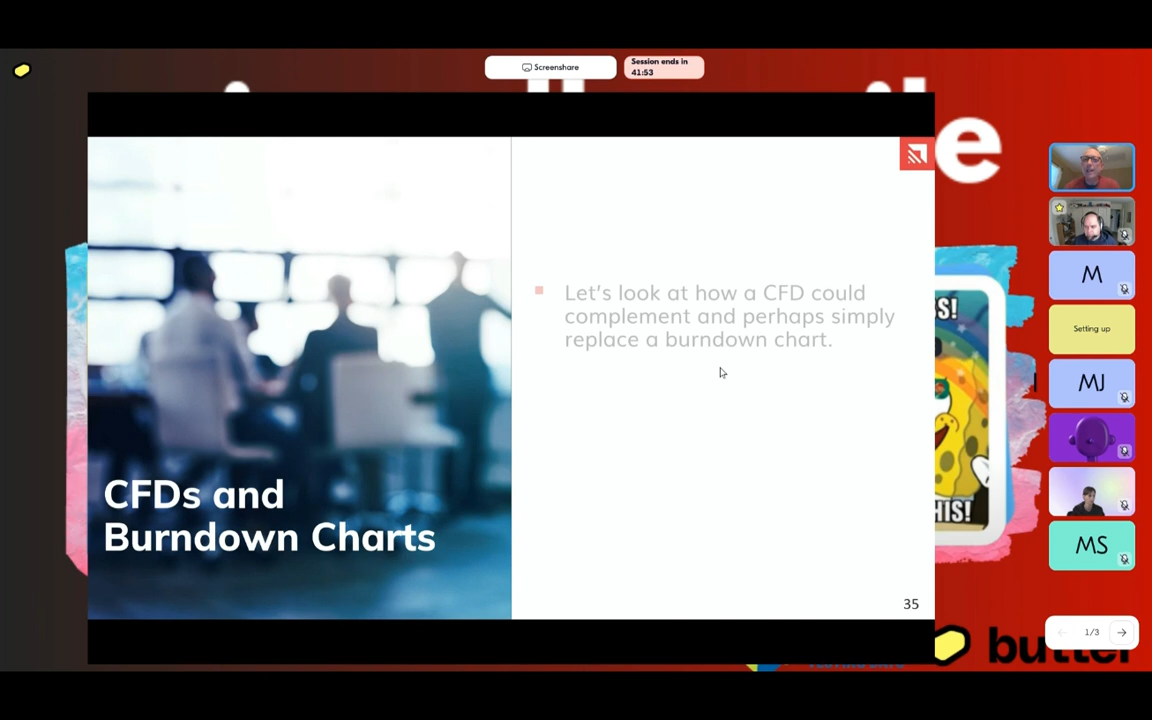 Screenshare
Session ends in
41:53
e
S!
Let's look at how a CFD could
complement and perhaps simply
replace a burndown chart.
CFDs and
Burndown Charts
HIS!
35
M
Setting up
MJ
MS
1/3
butter